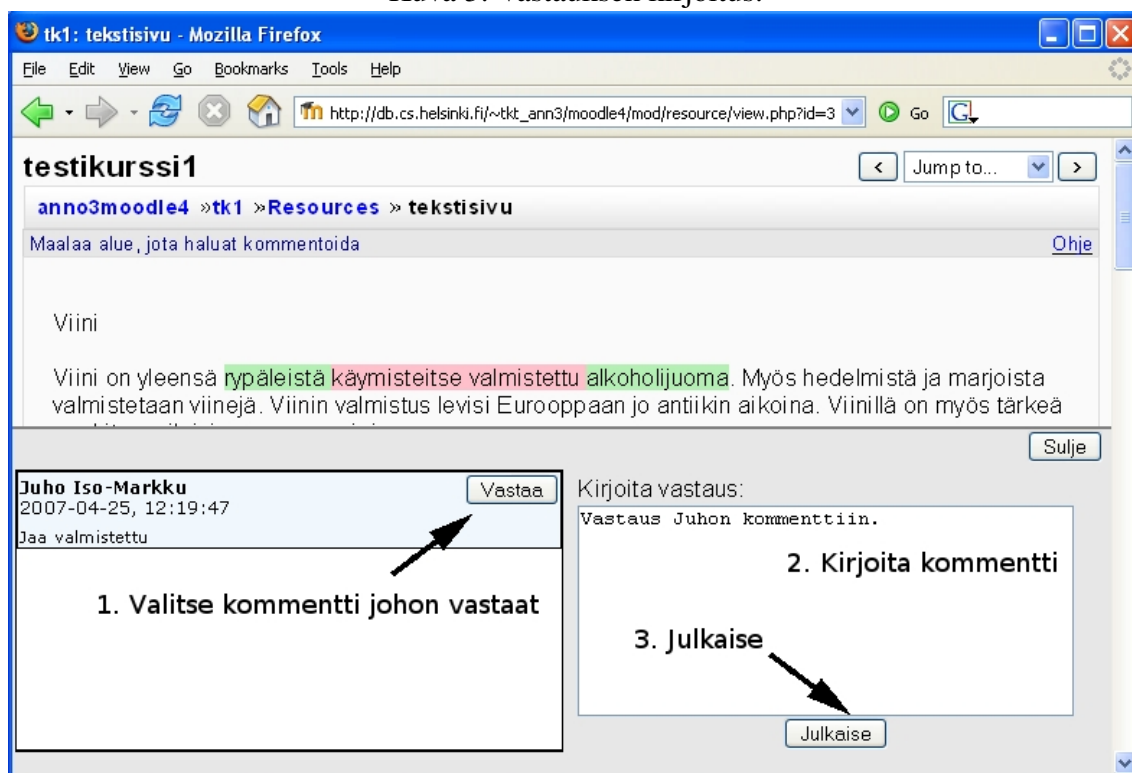 tk1: tekstisivu - Mozilla Firefox
File Edit View Go Bookmarks Tools Help
http://db.cs.helsinki.fi/~tkt_ann3/moodle4/mod/resource/view.php?id=3 Go G
testikurssi1
< Jump to... >
anno3moodle4 »tk1 »Resources » tekstisivu
Maalaa alue, jota haluat kommentoida Ohje
Viini
Viini on yleensä rypäleistä käymisteitse valmistettu alkoholijuoma. Myös hedelmistä ja marjoista
valmistetaan viinejä. Viinin valmistus levisi Eurooppaan jo antiikin aikoina. Viinillä on myös tärkeä
Sulje
Juho Iso-Markku Vastaa
2007-04-25, 12:19:47
Jaa valmistettu
1. Valitse kommentti johon vastaat
Kirjoita vastaus:
Vastaus Juhon kommenttiin.
2. Kirjoita kommentti
3. Julkaise
Julkaise